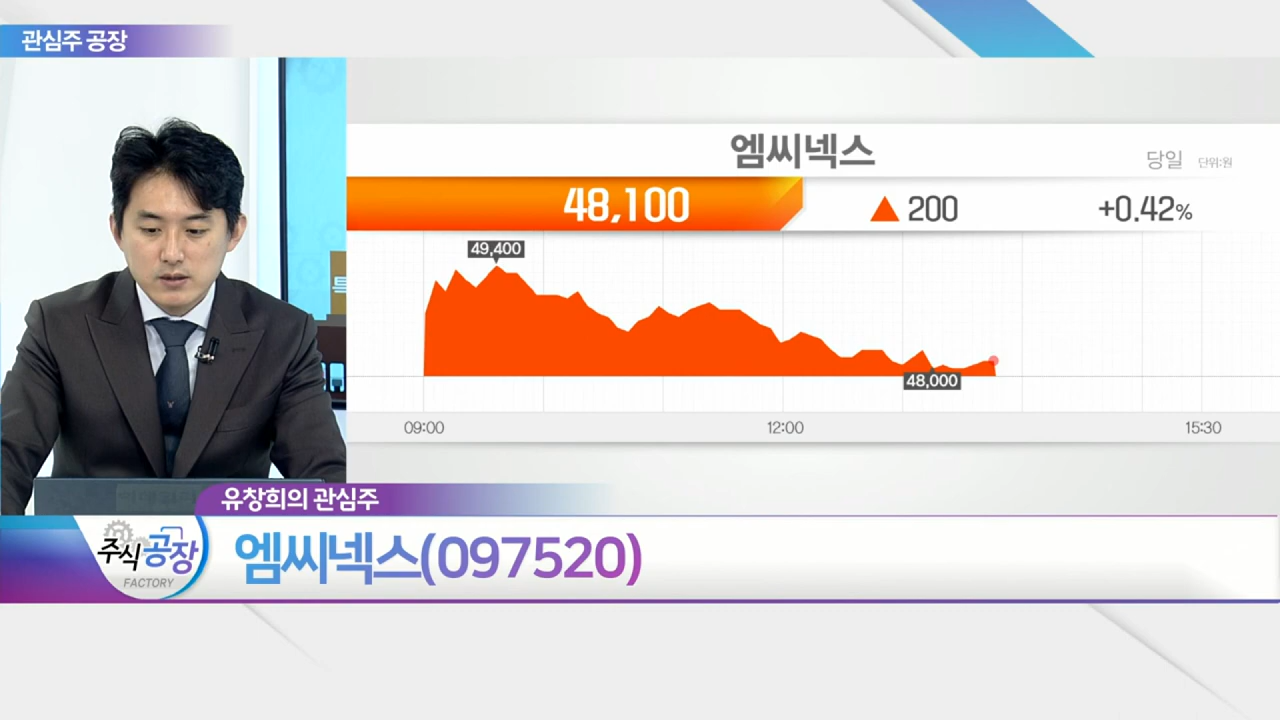 관심주 공장
엠씨넥스
당일 단위:원
48,100 ▲ 200 +0.42%
49,400
48,000
09:00 12:00 15:30
유창희의 관심주
주식공장
FACTORY
엠씨넥스(097520)